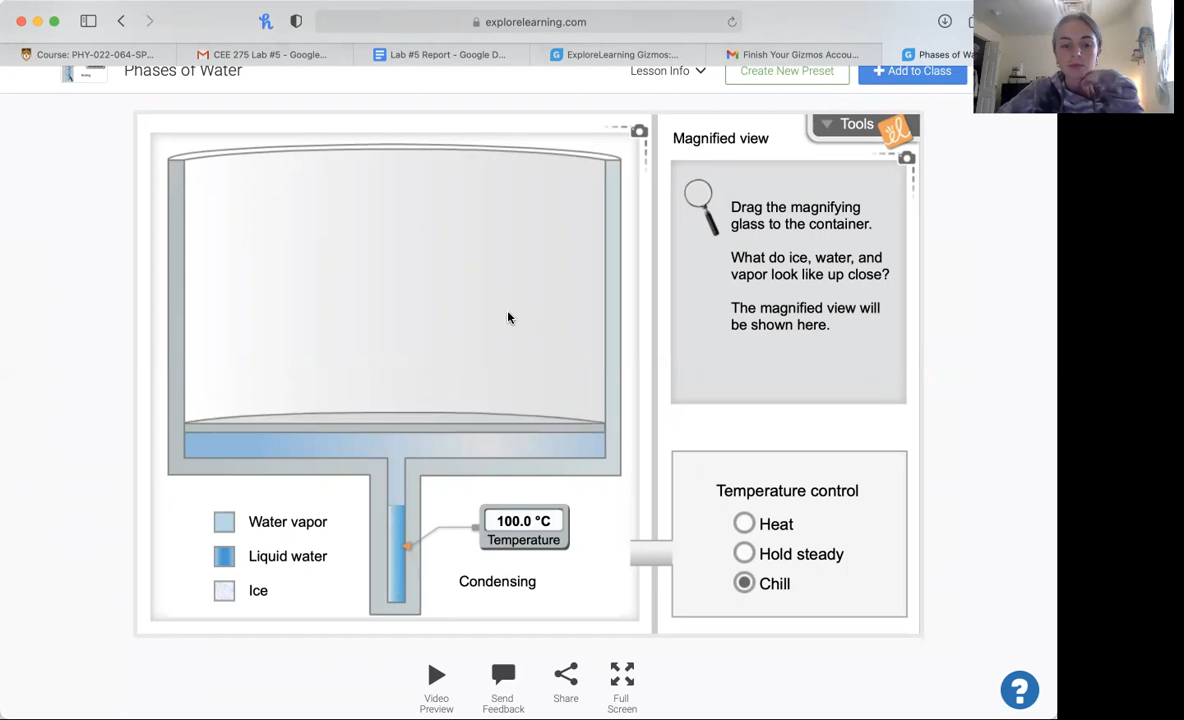 explorelearning.com
Course: PHY-022-064-SP...
CEE 275 Lab #5 - Google...
Lab #5 Report - Google D...
ExploreLearning Gizmos:...
Finish Your Gizmos Accou...
Phases of Wa
Phases of Water
Lesson Info
Create New Preset
+ Add to Class
Magnified view
Tools
Drag the magnifying
glass to the container.
What do ice, water, and
vapor look like up close?
The magnified view will
be shown here.
Water vapor
Liquid water
Ice
100.0 °C
Temperature
Condensing
Temperature control
Heat
Hold steady
Chill
Video
Preview
Send
Feedback
Share
Full
Screen
?